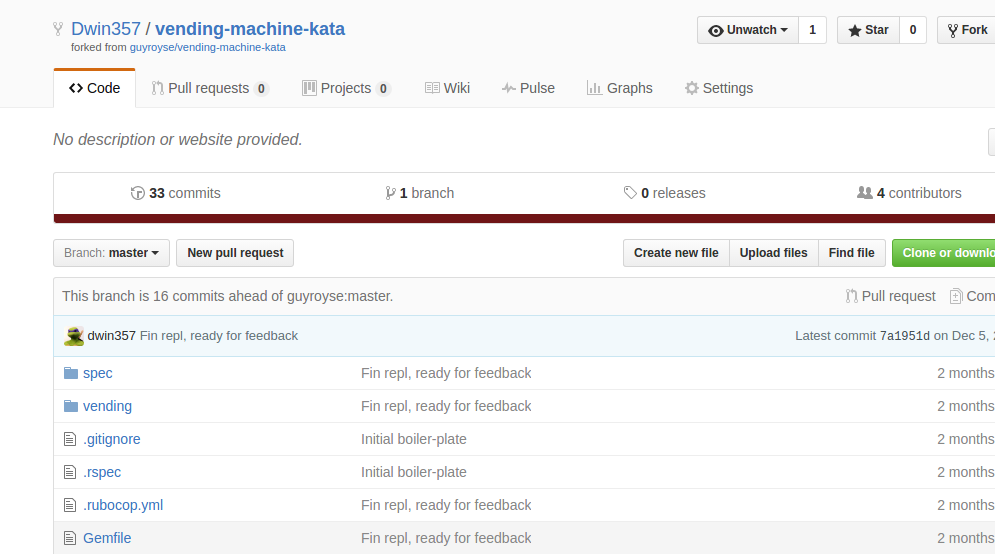 Dwin357 / vending-machine-kata
forked from guyroyse/vending-machine-kata
Unwatch 1 Star 0 Fork
Code Pull requests 0 Projects 0 Wiki Pulse Graphs Settings
No description or website provided.
33 commits 1 branch 0 releases 4 contributors
Branch: master New pull request Create new file Upload files Find file Clone or downlo
This branch is 16 commits ahead of guyroyse:master. Pull request Com
dwin357 Fin repl, ready for feedback Latest commit 7a1951d on Dec 5,
spec Fin repl, ready for feedback 2 months
vending Fin repl, ready for feedback 2 months
.gitignore Initial boiler-plate 2 months
.rspec Initial boiler-plate 2 months
.rubocop.yml Fin repl, ready for feedback 2 months
Gemfile Fin repl, ready for feedback 2 months